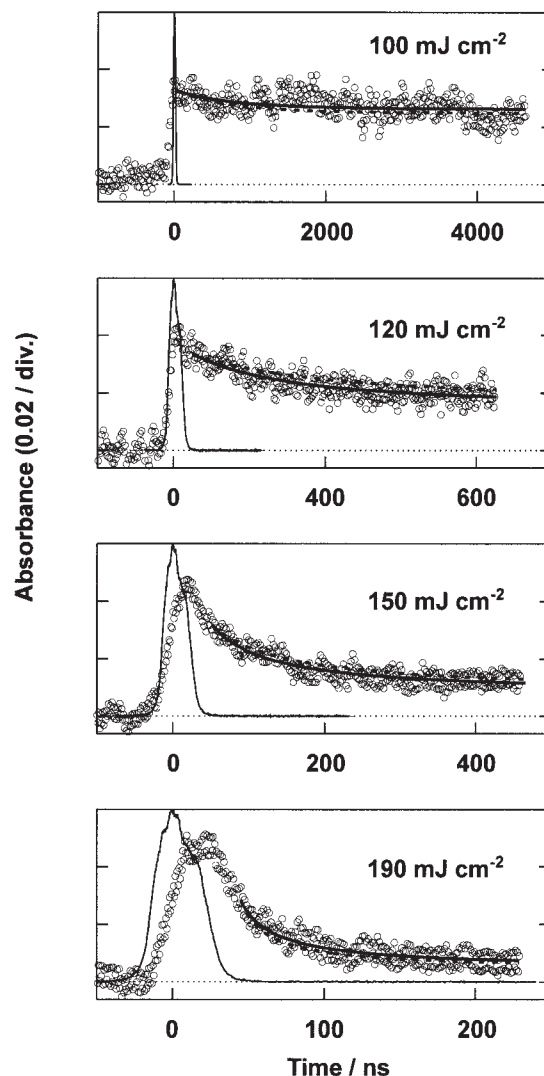 100 mJ cm-2
0 2000 4000
120 mJ cm-2
0 200 400 600
150 mJ cm-2
0 200 400
190 mJ cm-2
0 100 200
Time / ns
Absorbance (0.02 / div.)